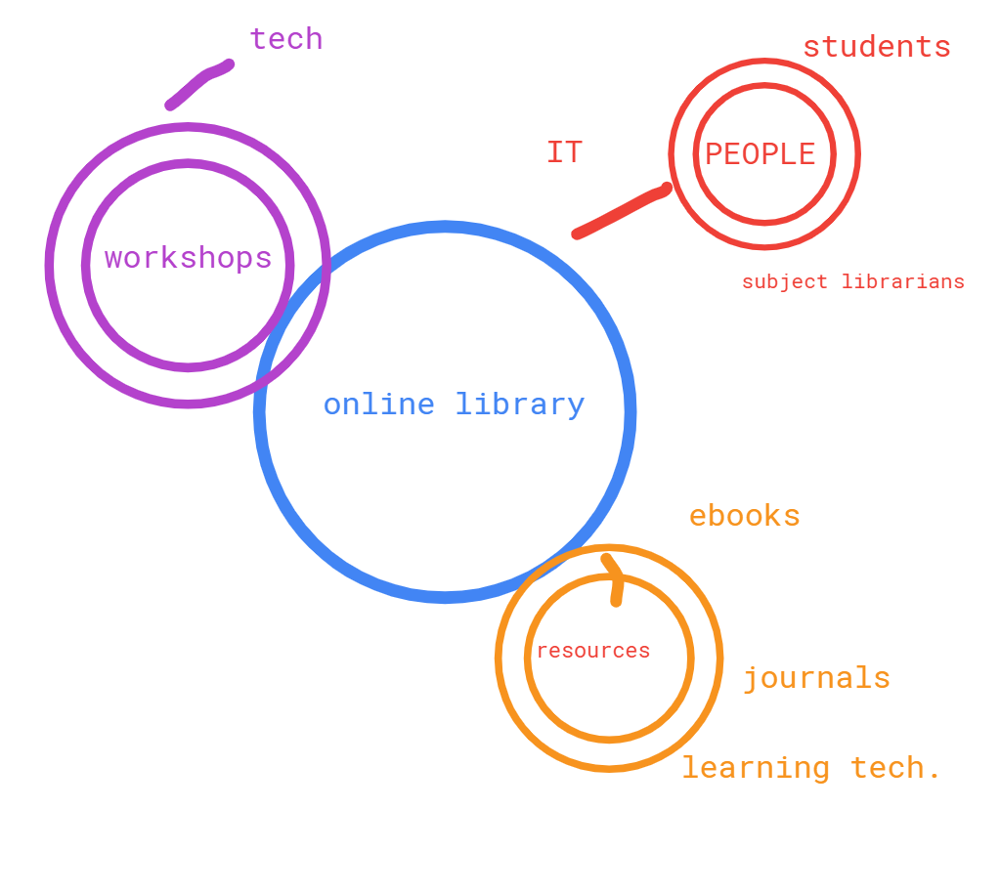 tech
students
IT
PEOPLE
workshops
subject librarians
online library
ebooks
resources
journals
learning tech.